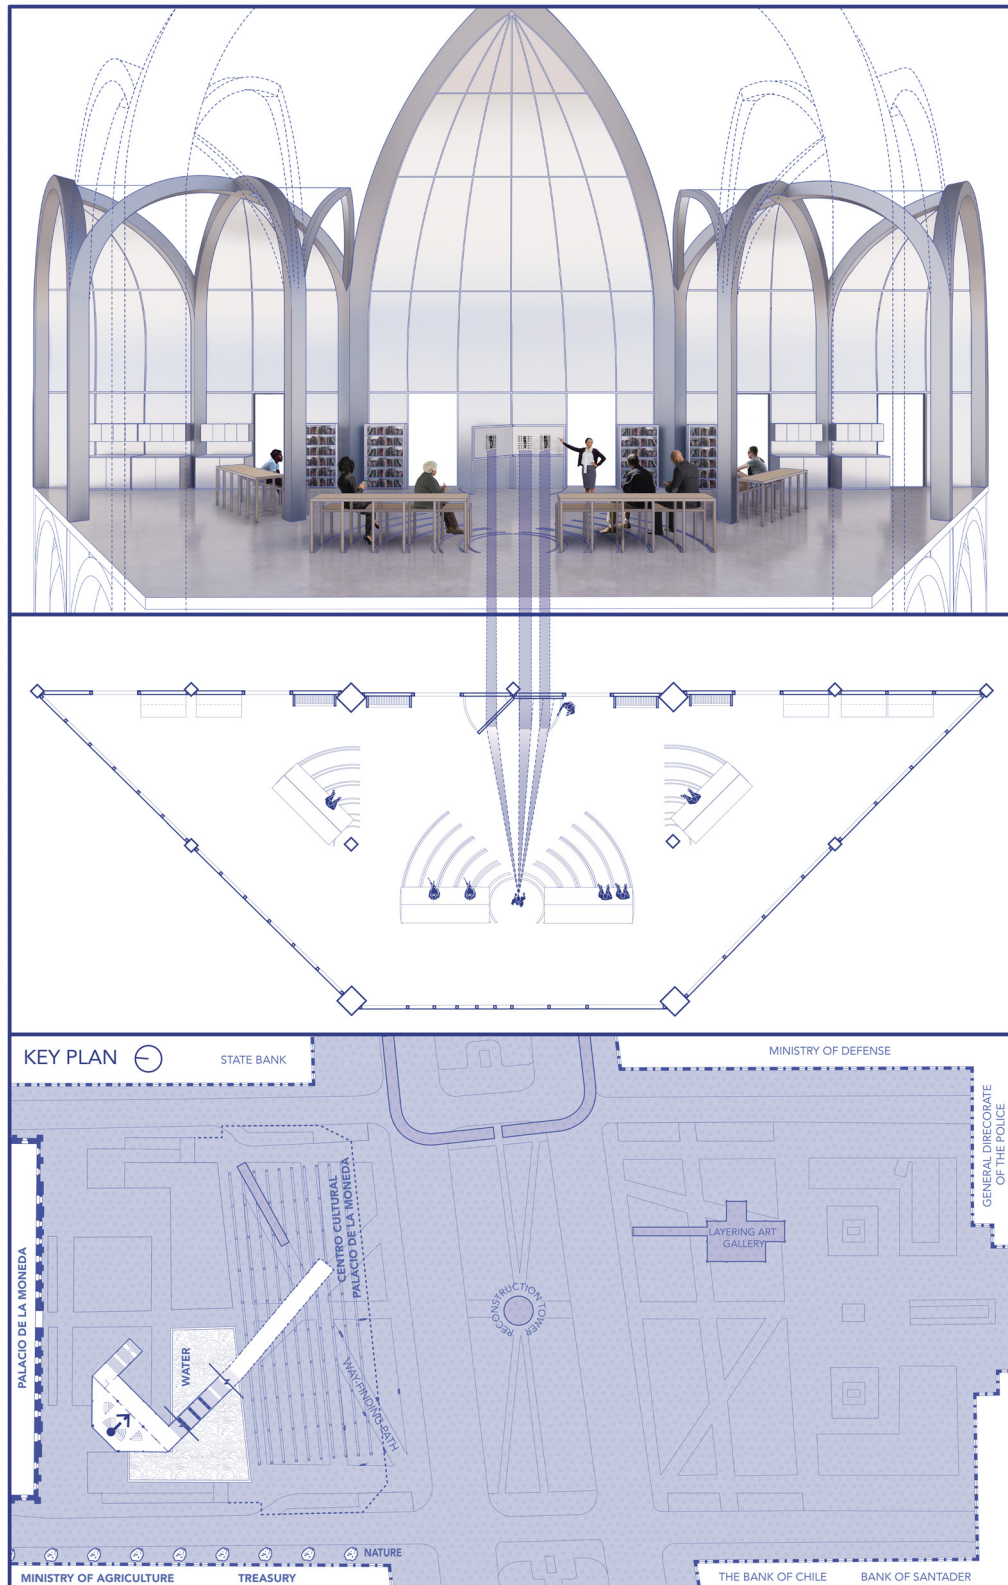 KEY PLAN
STATE BANK
MINISTRY OF DEFENSE
GENERAL DIRECORATE
OF THE POLICE
PALACIO DE LA MONEDA
CENTRO CULTURAL
PALACIO DE LA MONEDA
LAYERING ART
GALLERY
RECONSTRUCTION TOWER
WATER
WAY-FINDING PATH
NATURE
MINISTRY OF AGRICULTURE
TREASURY
THE BANK OF CHILE
BANK OF SANTADER